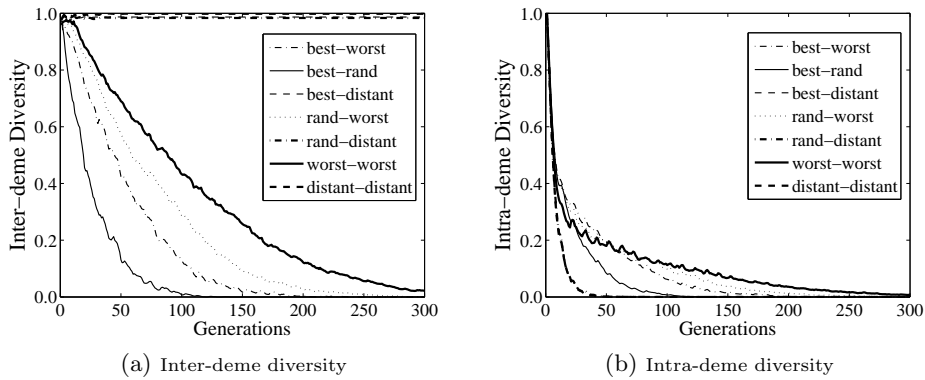 Inter-deme Diversity
1.0
0.8
0.6
0.4
0.2
0.0
0
50
100
150
200
250
300
Generations
best-worst
best-rand
best-distant
rand-worst
rand-distant
worst-worst
distant-distant
(a) Inter-deme diversity
Intra-deme Diversity
1.0
0.8
0.6
0.4
0.2
0.0
0
50
100
150
200
250
300
Generations
best-worst
best-rand
best-distant
rand-worst
rand-distant
worst-worst
distant-distant
(b) Intra-deme diversity